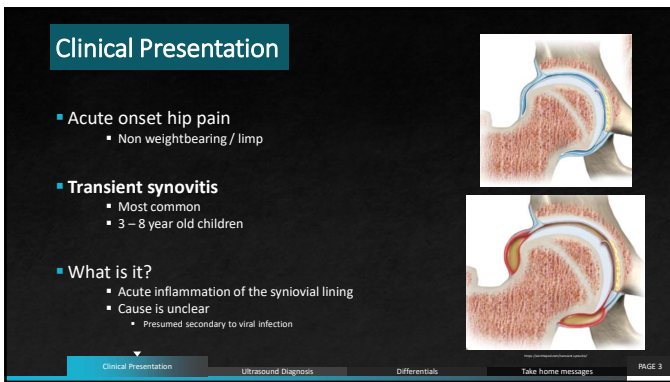 Clinical Presentation
Acute onset hip pain
Non weightbearing / limp
Transient synovitis
Most common
3 – 8 year old children
What is it?
Acute inflammation of the syniovial lining
Cause is unclear
Presumed secondary to viral infection
Clinical Presentation
Ultrasound Diagnosis
Differentials
Take home messages
PAGE 3